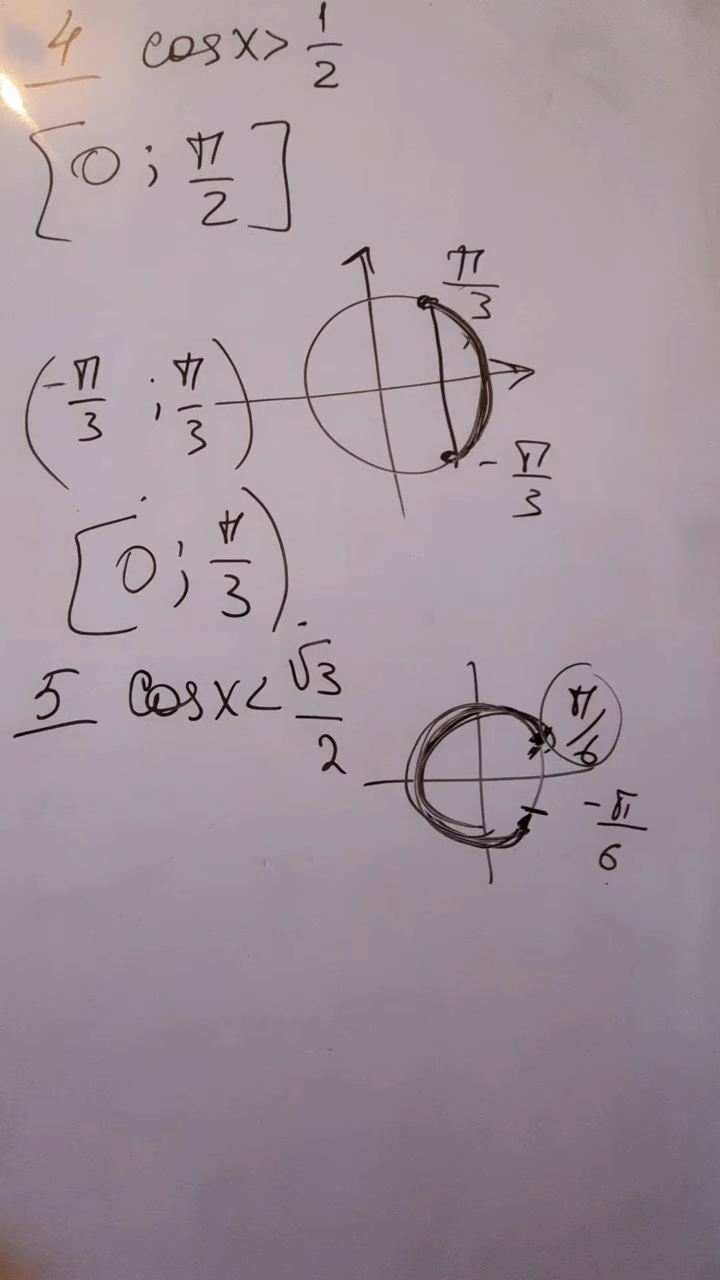 4 cos x > 1/2
[0 ; π/2]
π/3
(-π/3 ; π/3)
-π/3
[0 ; π/3).
5 cos x < √3/2
π/6
-π/6